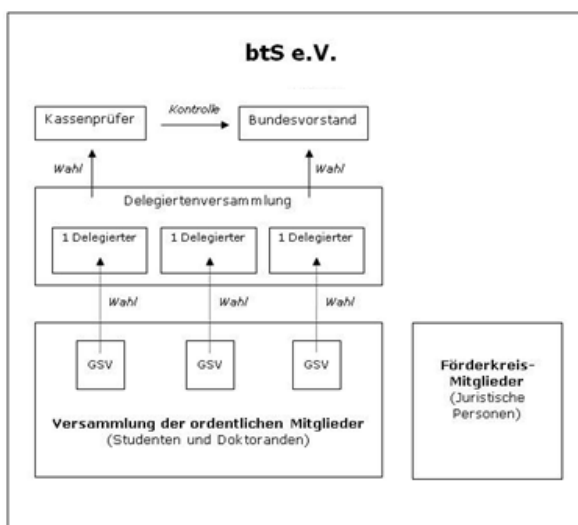 btS e.V.
Kontrolle
Kassenprüfer
Bundesvorstand
Wahl
Wahl
Delegiertenversammlung
1 Delegierter
1 Delegierter
1 Delegierter
Wahl
Wahl
Wahl
GSV
GSV
GSV
Versammlung der ordentlichen Mitglieder
(Studenten und Doktoranden)
Förderkreis-
Mitglieder
(Juristische
Personen)